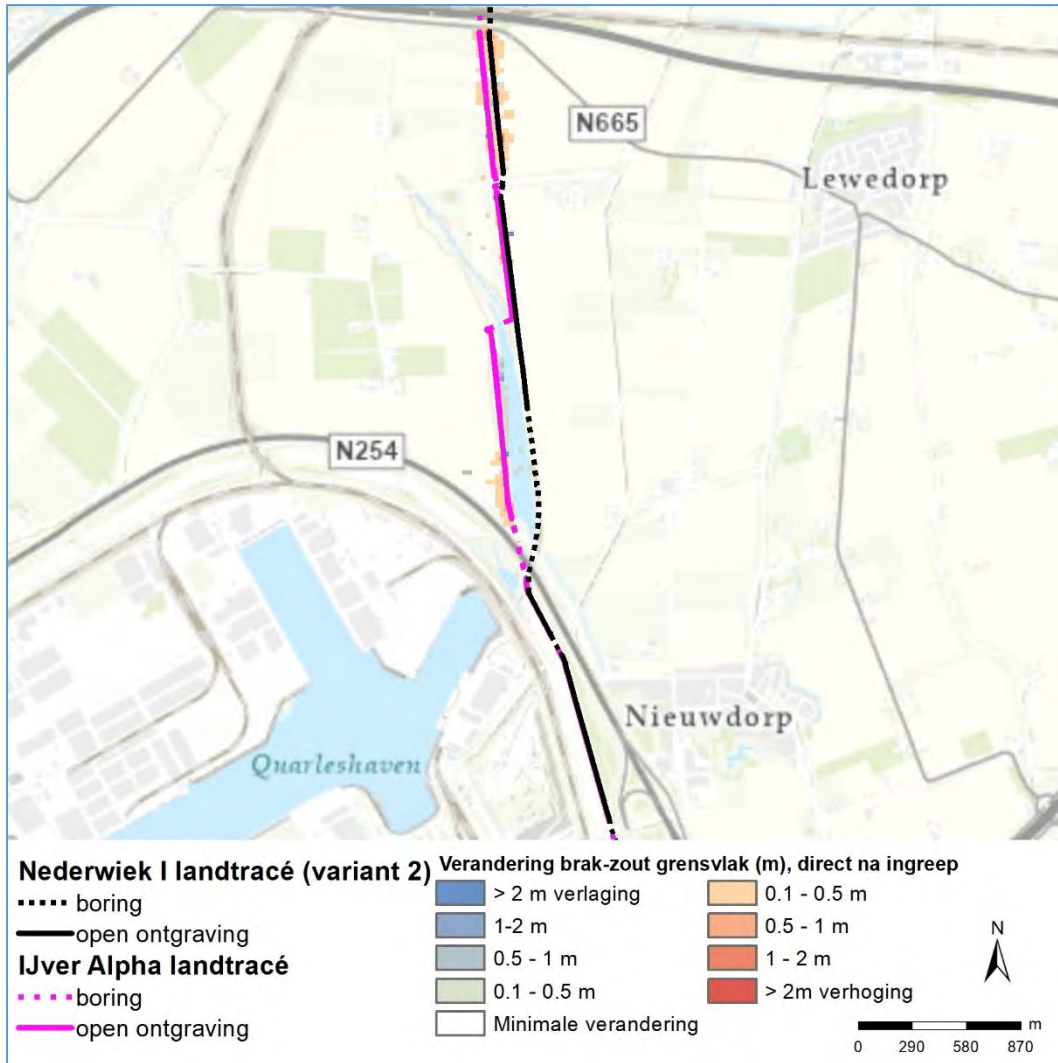 N665
Lewedorp
N254
Nieuwdorp
Quarleshaven
Nederwiek I landtracé (variant 2)
boring
open ontgraving
IJver Alpha landtracé
boring
open ontgraving
Verandering brak-zout grensvlak (m), direct na ingreep
> 2 m verlaging
1-2 m
0.5 - 1 m
0.1 - 0.5 m
Minimale verandering
0.1 - 0.5 m
0.5 - 1 m
1 - 2 m
> 2m verhoging
N
m
0 290 580 870